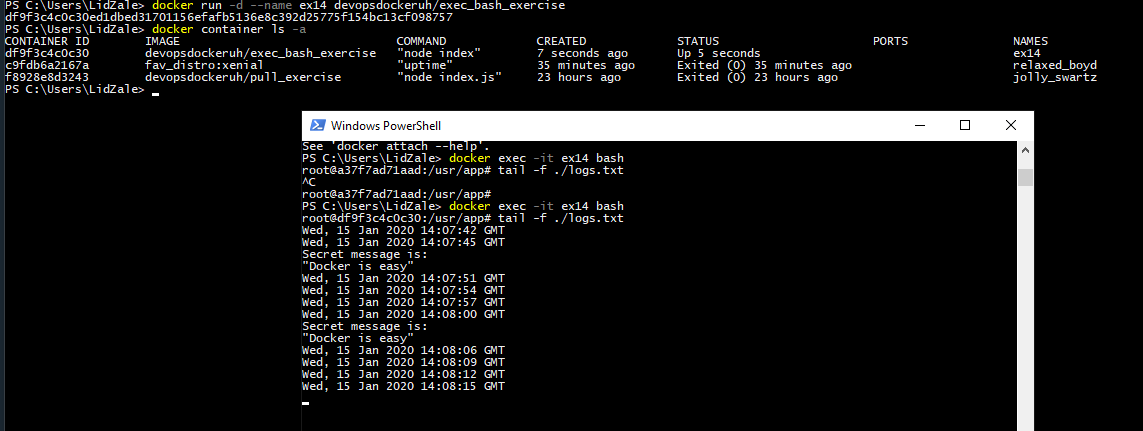 PS C:\Users\LidZale> docker run -d --name ex14 devopsdockeruh/exec_bash_exercise
df9f3c4c0c30ed1dbed31701156efafb5136e8c392d25775f154bc13cf098757
PS C:\Users\LidZale> docker container ls -a
CONTAINER ID IMAGE COMMAND CREATED STATUS PORTS NAMES
df9f3c4c0c30 devopsdockeruh/exec_bash_exercise "node index" 7 seconds ago Up 5 seconds ex14
c9fdb6a2167a fav_distro:xenial "uptime" 35 minutes ago Exited (0) 35 minutes ago relaxed_boyd
f8928e8d3243 devopsdockeruh/pull_exercise "node index.js" 23 hours ago Exited (0) 23 hours ago jolly_swartz
PS C:\Users\LidZale>
Windows PowerShell
See 'docker attach --help'.
PS C:\Users\LidZale> docker exec -it ex14 bash
root@a37f7ad71aad:/usr/app# tail -f ./logs.txt
^C
root@a37f7ad71aad:/usr/app#
PS C:\Users\LidZale> docker exec -it ex14 bash
root@df9f3c4c0c30:/usr/app# tail -f ./logs.txt
Wed, 15 Jan 2020 14:07:42 GMT
Wed, 15 Jan 2020 14:07:45 GMT
Secret message is:
"Docker is easy"
Wed, 15 Jan 2020 14:07:51 GMT
Wed, 15 Jan 2020 14:07:54 GMT
Wed, 15 Jan 2020 14:07:57 GMT
Wed, 15 Jan 2020 14:08:00 GMT
Secret message is:
"Docker is easy"
Wed, 15 Jan 2020 14:08:06 GMT
Wed, 15 Jan 2020 14:08:09 GMT
Wed, 15 Jan 2020 14:08:12 GMT
Wed, 15 Jan 2020 14:08:15 GMT